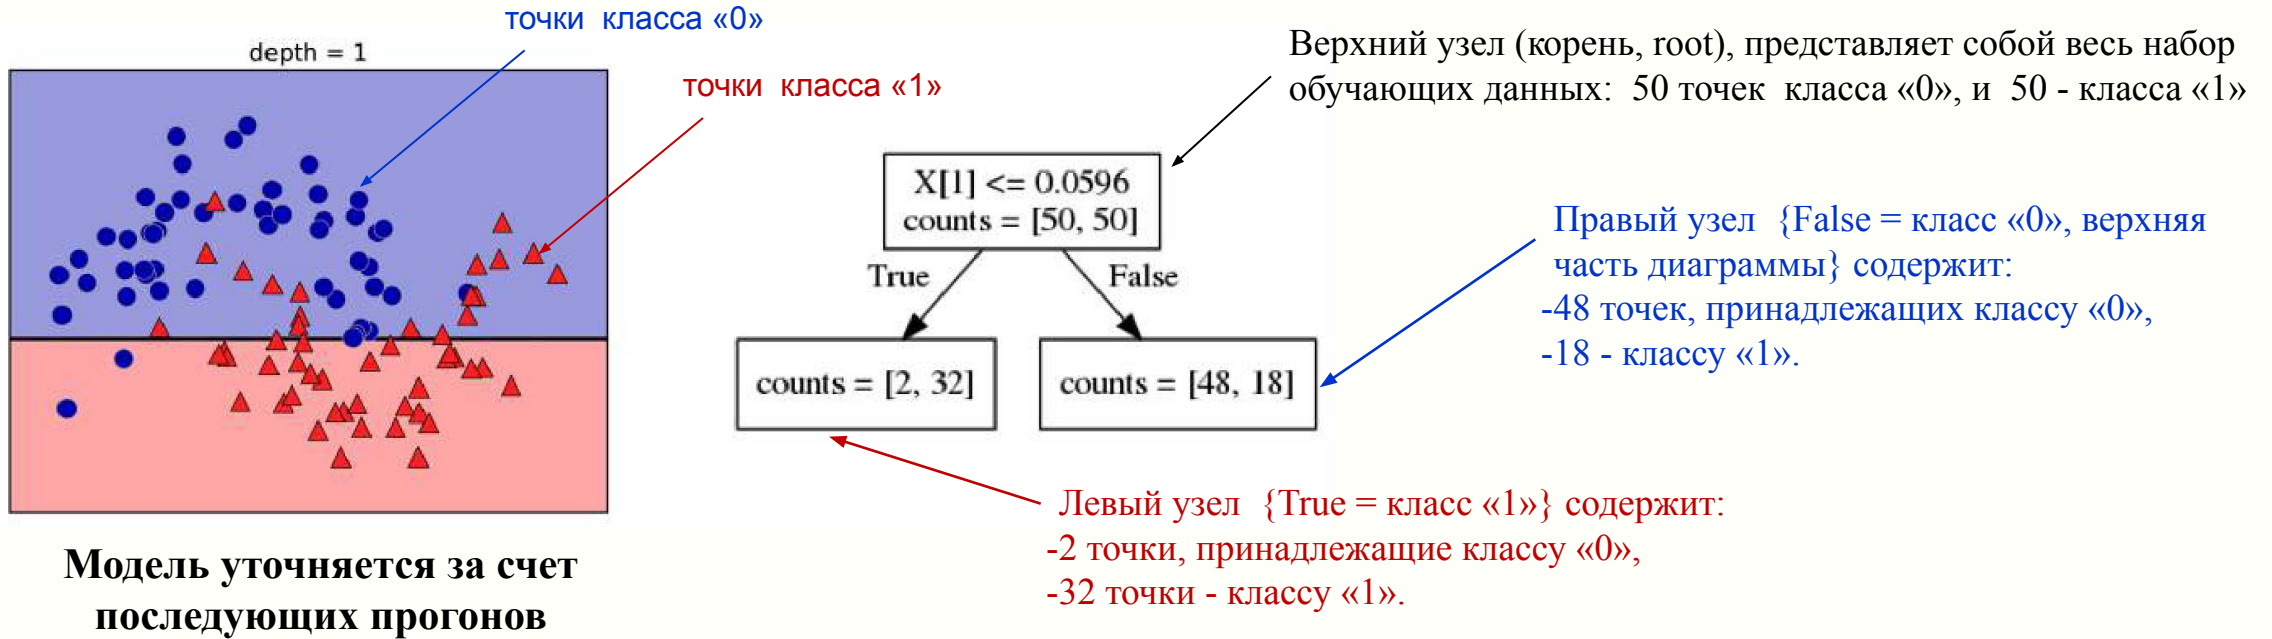 точки класса «0»
depth = 1
точки класса «1»
Верхний узел (корень, root), представляет собой весь набор
обучающих данных: 50 точек класса «0», и 50 - класса «1»
X[1] <= 0.0596
counts = [50, 50]
True
False
counts = [2, 32]
counts = [48, 18]
Правый узел {False = класс «0», верхняя
часть диаграммы} содержит:
-48 точек, принадлежащих классу «0»,
-18 - классу «1».
Левый узел {True = класс «1»} содержит:
-2 точки, принадлежащие классу «0»,
-32 точки - классу «1».
Модель уточняется за счет
последующих прогонов